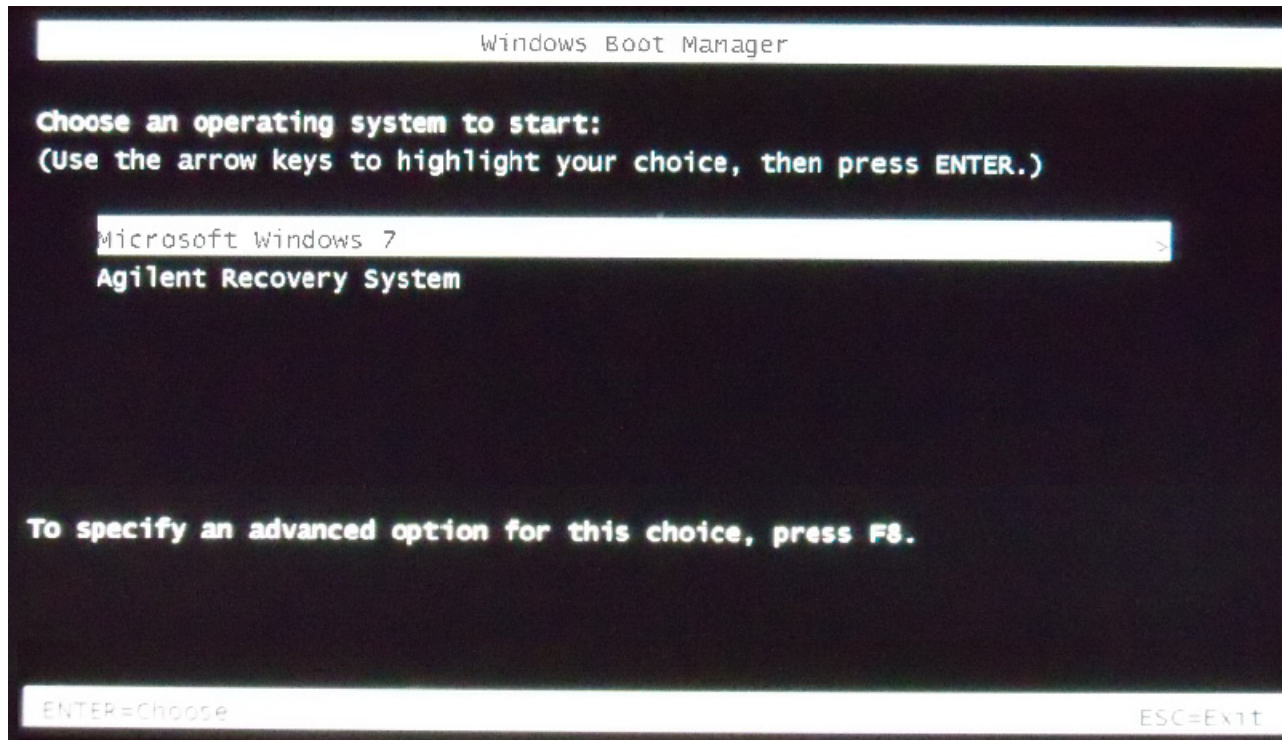 Windows Boot Manager
Choose an operating system to start:
(Use the arrow keys to highlight your choice, then press ENTER.)
Microsoft Windows 7 >
Agilent Recovery System
To specify an advanced option for this choice, press F8.
ENTER=Choose ESC=Exit